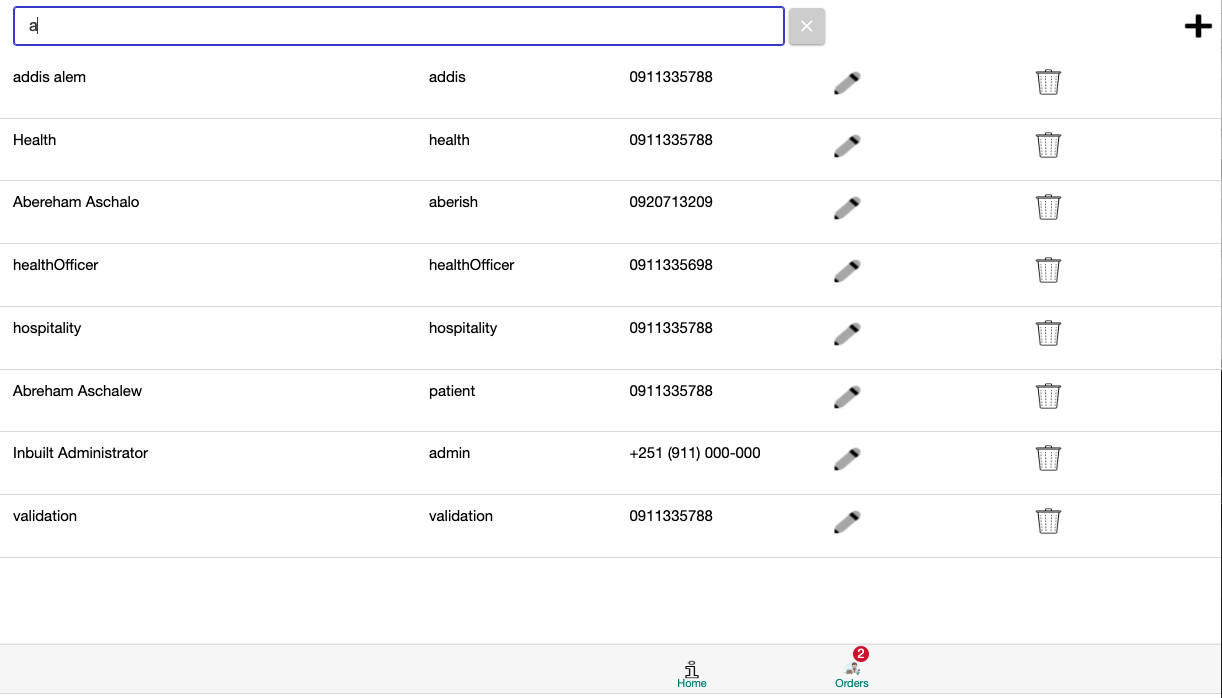 a
addis alem addis 0911335788
Health health 0911335788
Abereham Aschalo aberish 0920713209
healthOfficer healthOfficer 0911335698
hospitality hospitality 0911335788
Abreham Aschalew patient 0911335788
Inbuilt Administrator admin +251 (911) 000-000
validation validation 0911335788
2
Home Orders